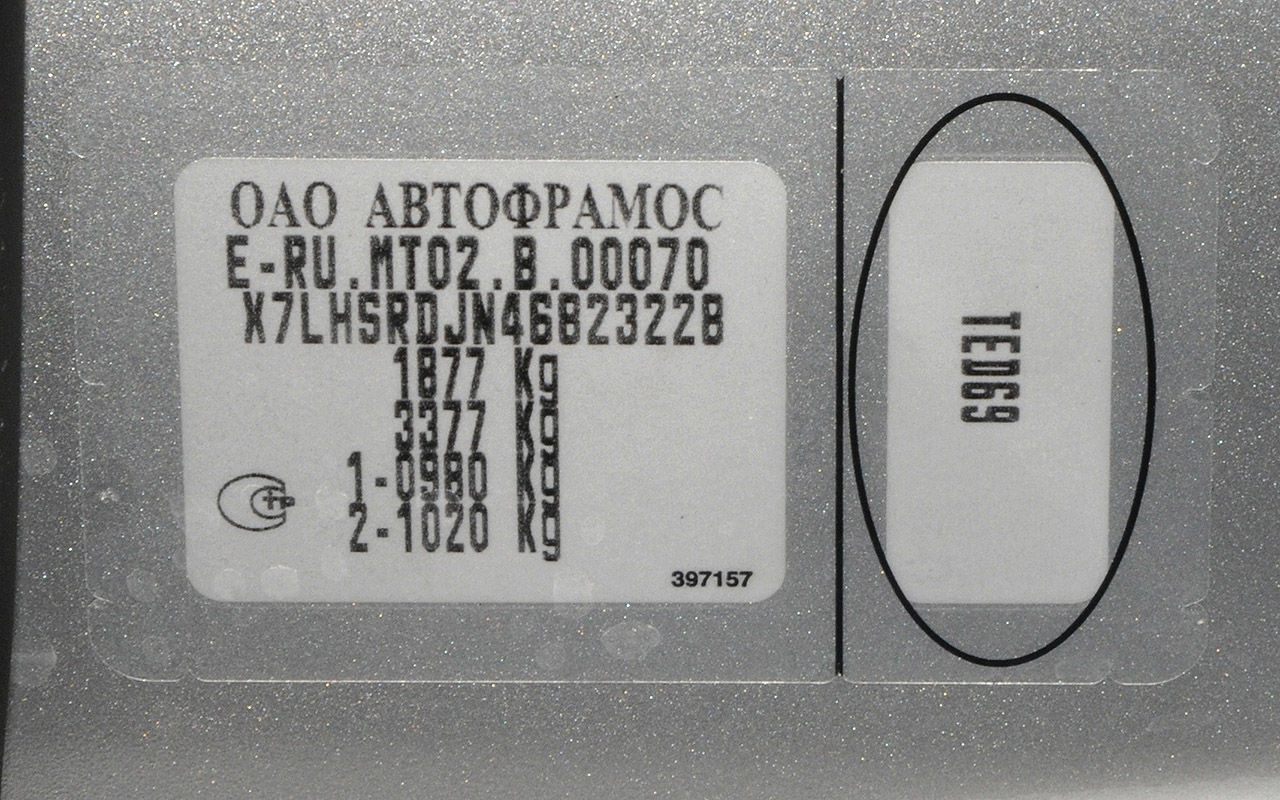 ОАО АВТОФРАМОС
E-RU.MT02.B.00070
X7LHSRDJN46823228
1877 Kg
3377 Kg
1-0980 Kg
2-1020 Kg
397157
TED69